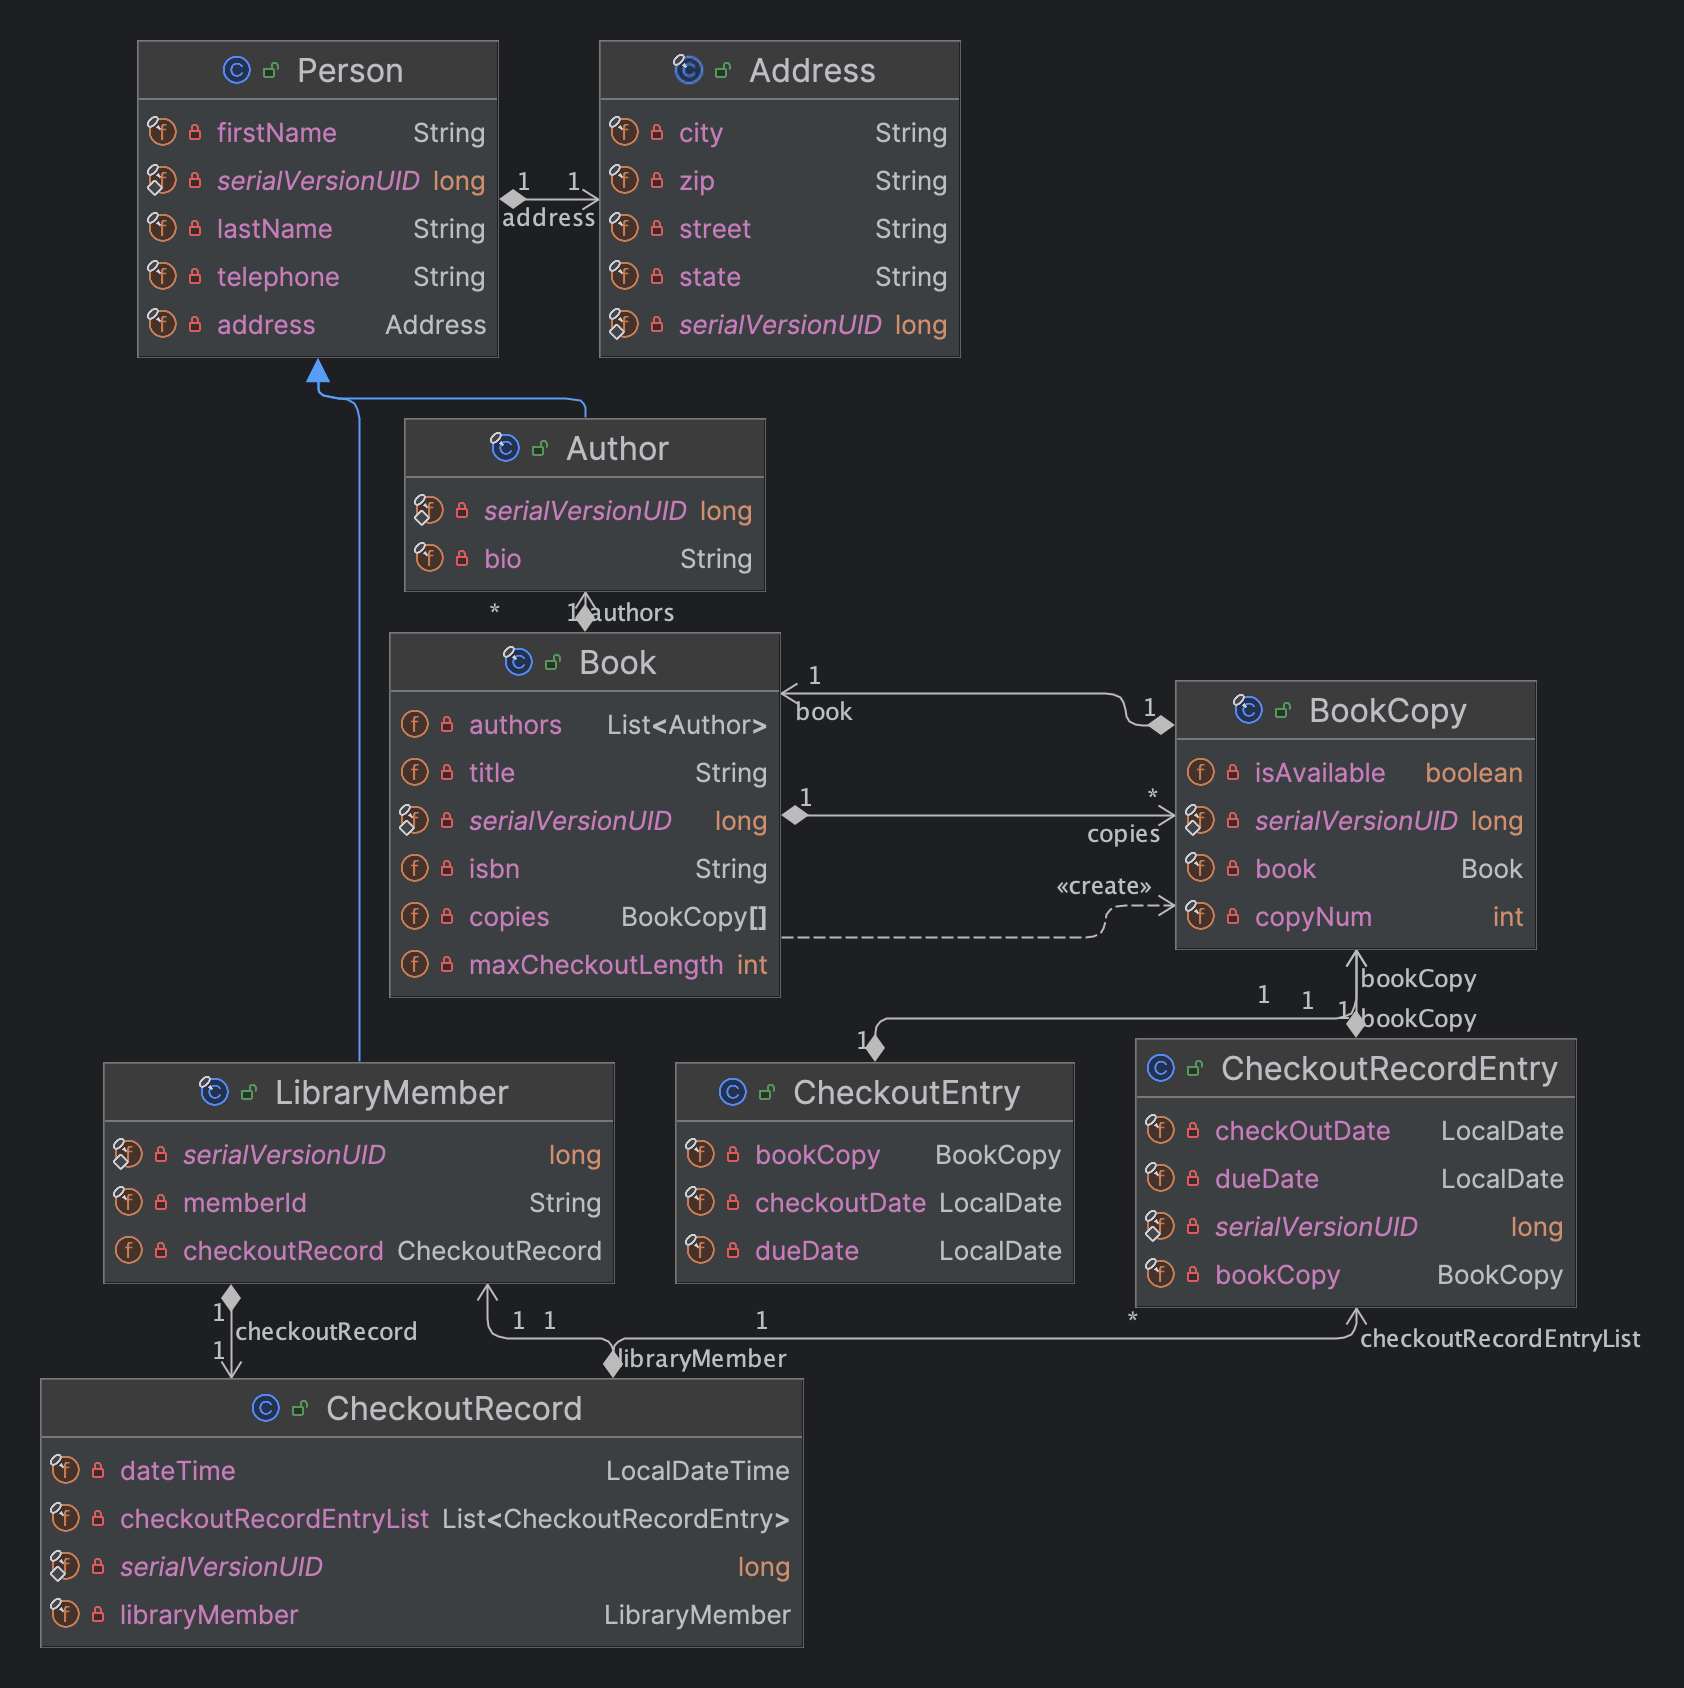 Person
firstName String
serialVersionUID long
lastName String
telephone String
address Address
1 1
address
Address
city String
zip String
street String
state String
serialVersionUID long
Author
serialVersionUID long
bio String
* 1 authors
Book
authors List<Author>
title String
serialVersionUID long
isbn String
copies BookCopy[]
maxCheckoutLength int
1
book
1
1
*
copies
«create»
BookCopy
isAvailable boolean
serialVersionUID long
book Book
copyNum int
bookCopy
1 1 1
bookCopy
1
LibraryMember
serialVersionUID long
memberId String
checkoutRecord CheckoutRecord
CheckoutEntry
bookCopy BookCopy
checkoutDate LocalDate
dueDate LocalDate
CheckoutRecordEntry
checkOutDate LocalDate
dueDate LocalDate
serialVersionUID long
bookCopy BookCopy
1
checkoutRecord
1
1 1
libraryMember
1
*
checkoutRecordEntryList
CheckoutRecord
dateTime LocalDateTime
checkoutRecordEntryList List<CheckoutRecordEntry>
serialVersionUID long
libraryMember LibraryMember